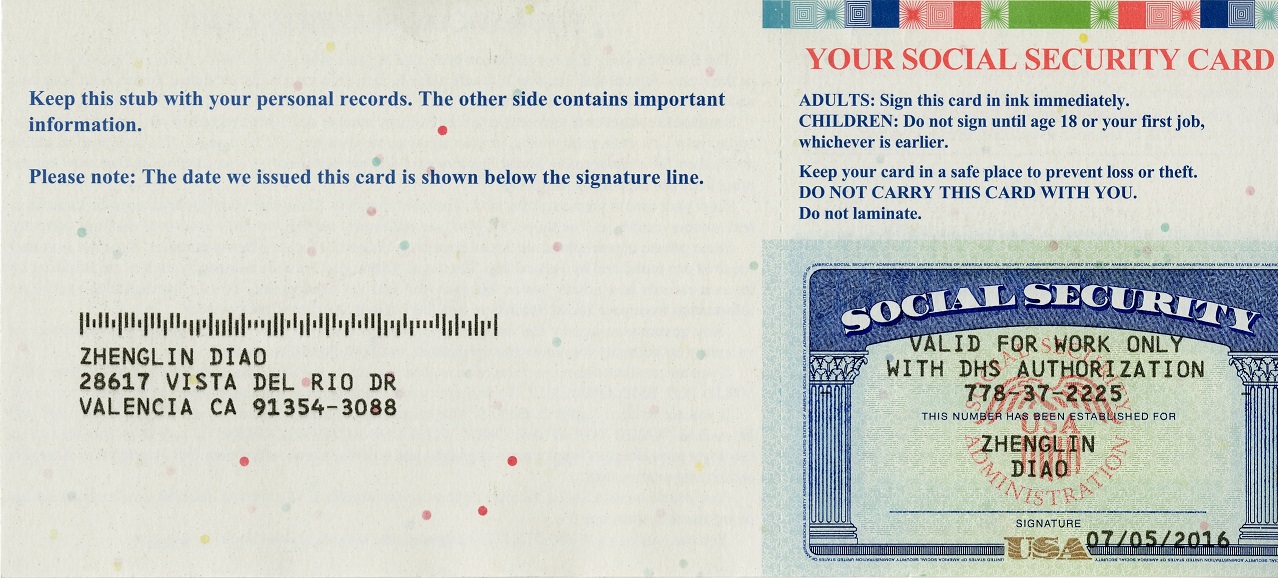 Keep this stub with your personal records. The other side contains important
information.
Please note: The date we issued this card is shown below the signature line.
ZHENGLIN DIAO
28617 VISTA DEL RIO DR
VALENCIA CA 91354-3088
YOUR SOCIAL SECURITY CARD
ADULTS: Sign this card in ink immediately.
CHILDREN: Do not sign until age 18 or your first job,
whichever is earlier.
Keep your card in a safe place to prevent loss or theft.
DO NOT CARRY THIS CARD WITH YOU.
Do not laminate.
SOCIAL SECURITY
VALID FOR WORK ONLY
WITH DHS AUTHORIZATION
778-37-2225
THIS NUMBER HAS BEEN ESTABLISHED FOR
ZHENGLIN
DIAO
SOCIAL SECURITY
USA
ADMINISTRATION
SIGNATURE
USA
07/05/2016